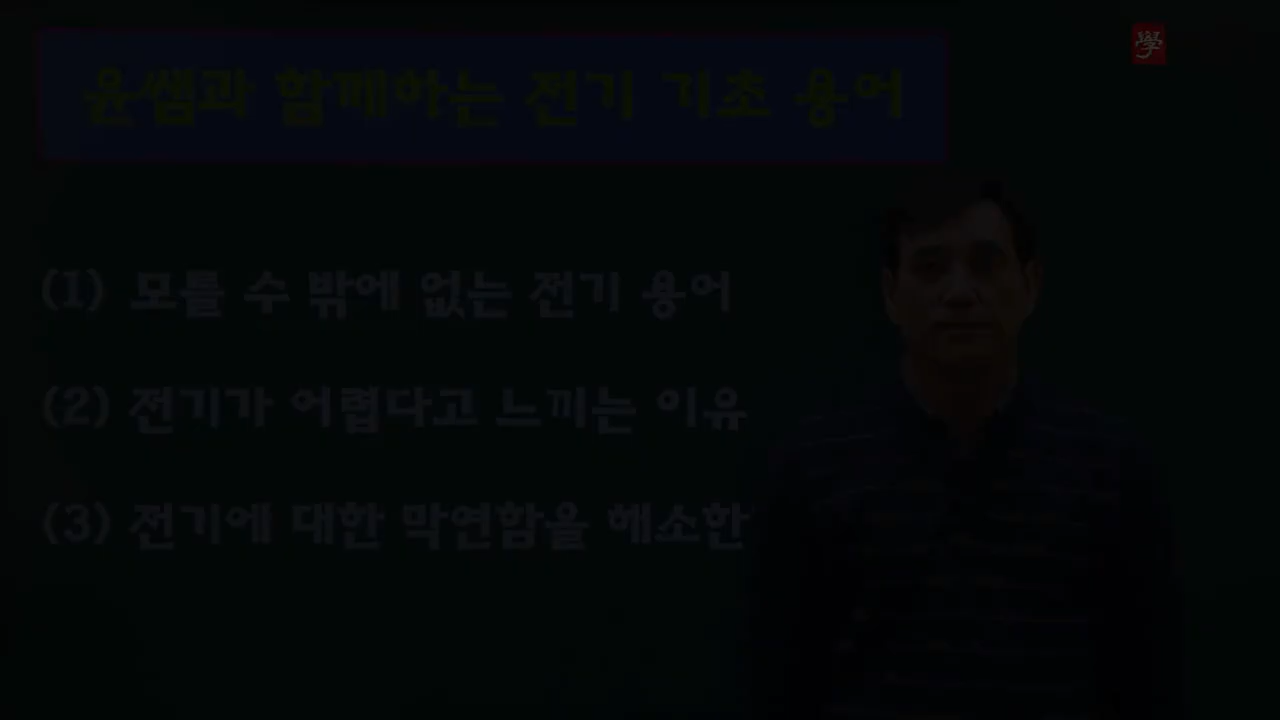 學
윤쌤과 함께하는 전기 기초 용어
(1) 모를 수 밖에 없는 전기 용어
(2) 전기가 어렵다고 느끼는 이유
(3) 전기에 대한 막연함을 해소한